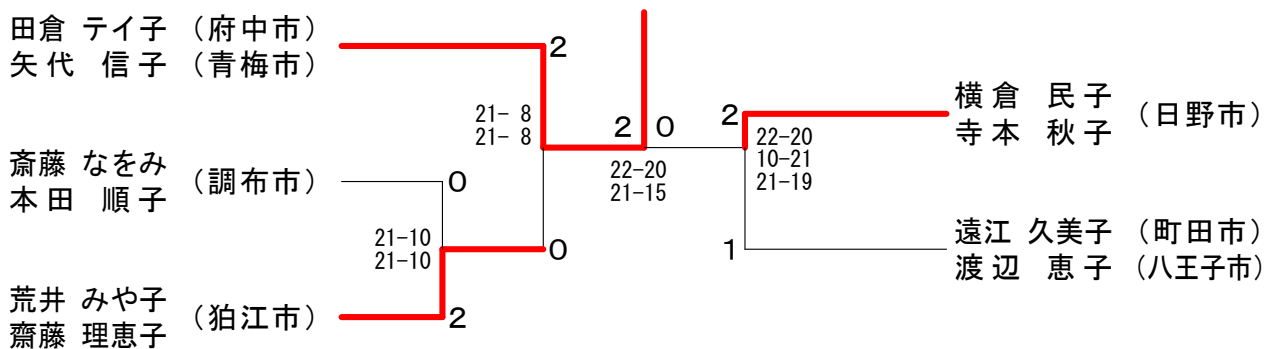 田倉 テイ子 (府中市)
矢代 信子 (青梅市)
2
21- 8
21- 8
斎藤 なをみ
本田 順子
(調布市)
0
21-10
21-10
0
荒井 みや子
齋藤 理恵子
(狛江市)
2
2 0
22-20
21-15
2
22-20
10-21
21-19
横倉 民子
寺本 秋子
(日野市)
1
遠江 久美子 (町田市)
渡辺 恵子 (八王子市)